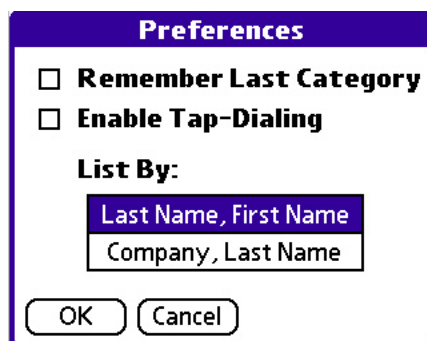 Preferences
Remember Last Category
Enable Tap-Dialing
List By:
Last Name, First Name
Company, Last Name
OK Cancel